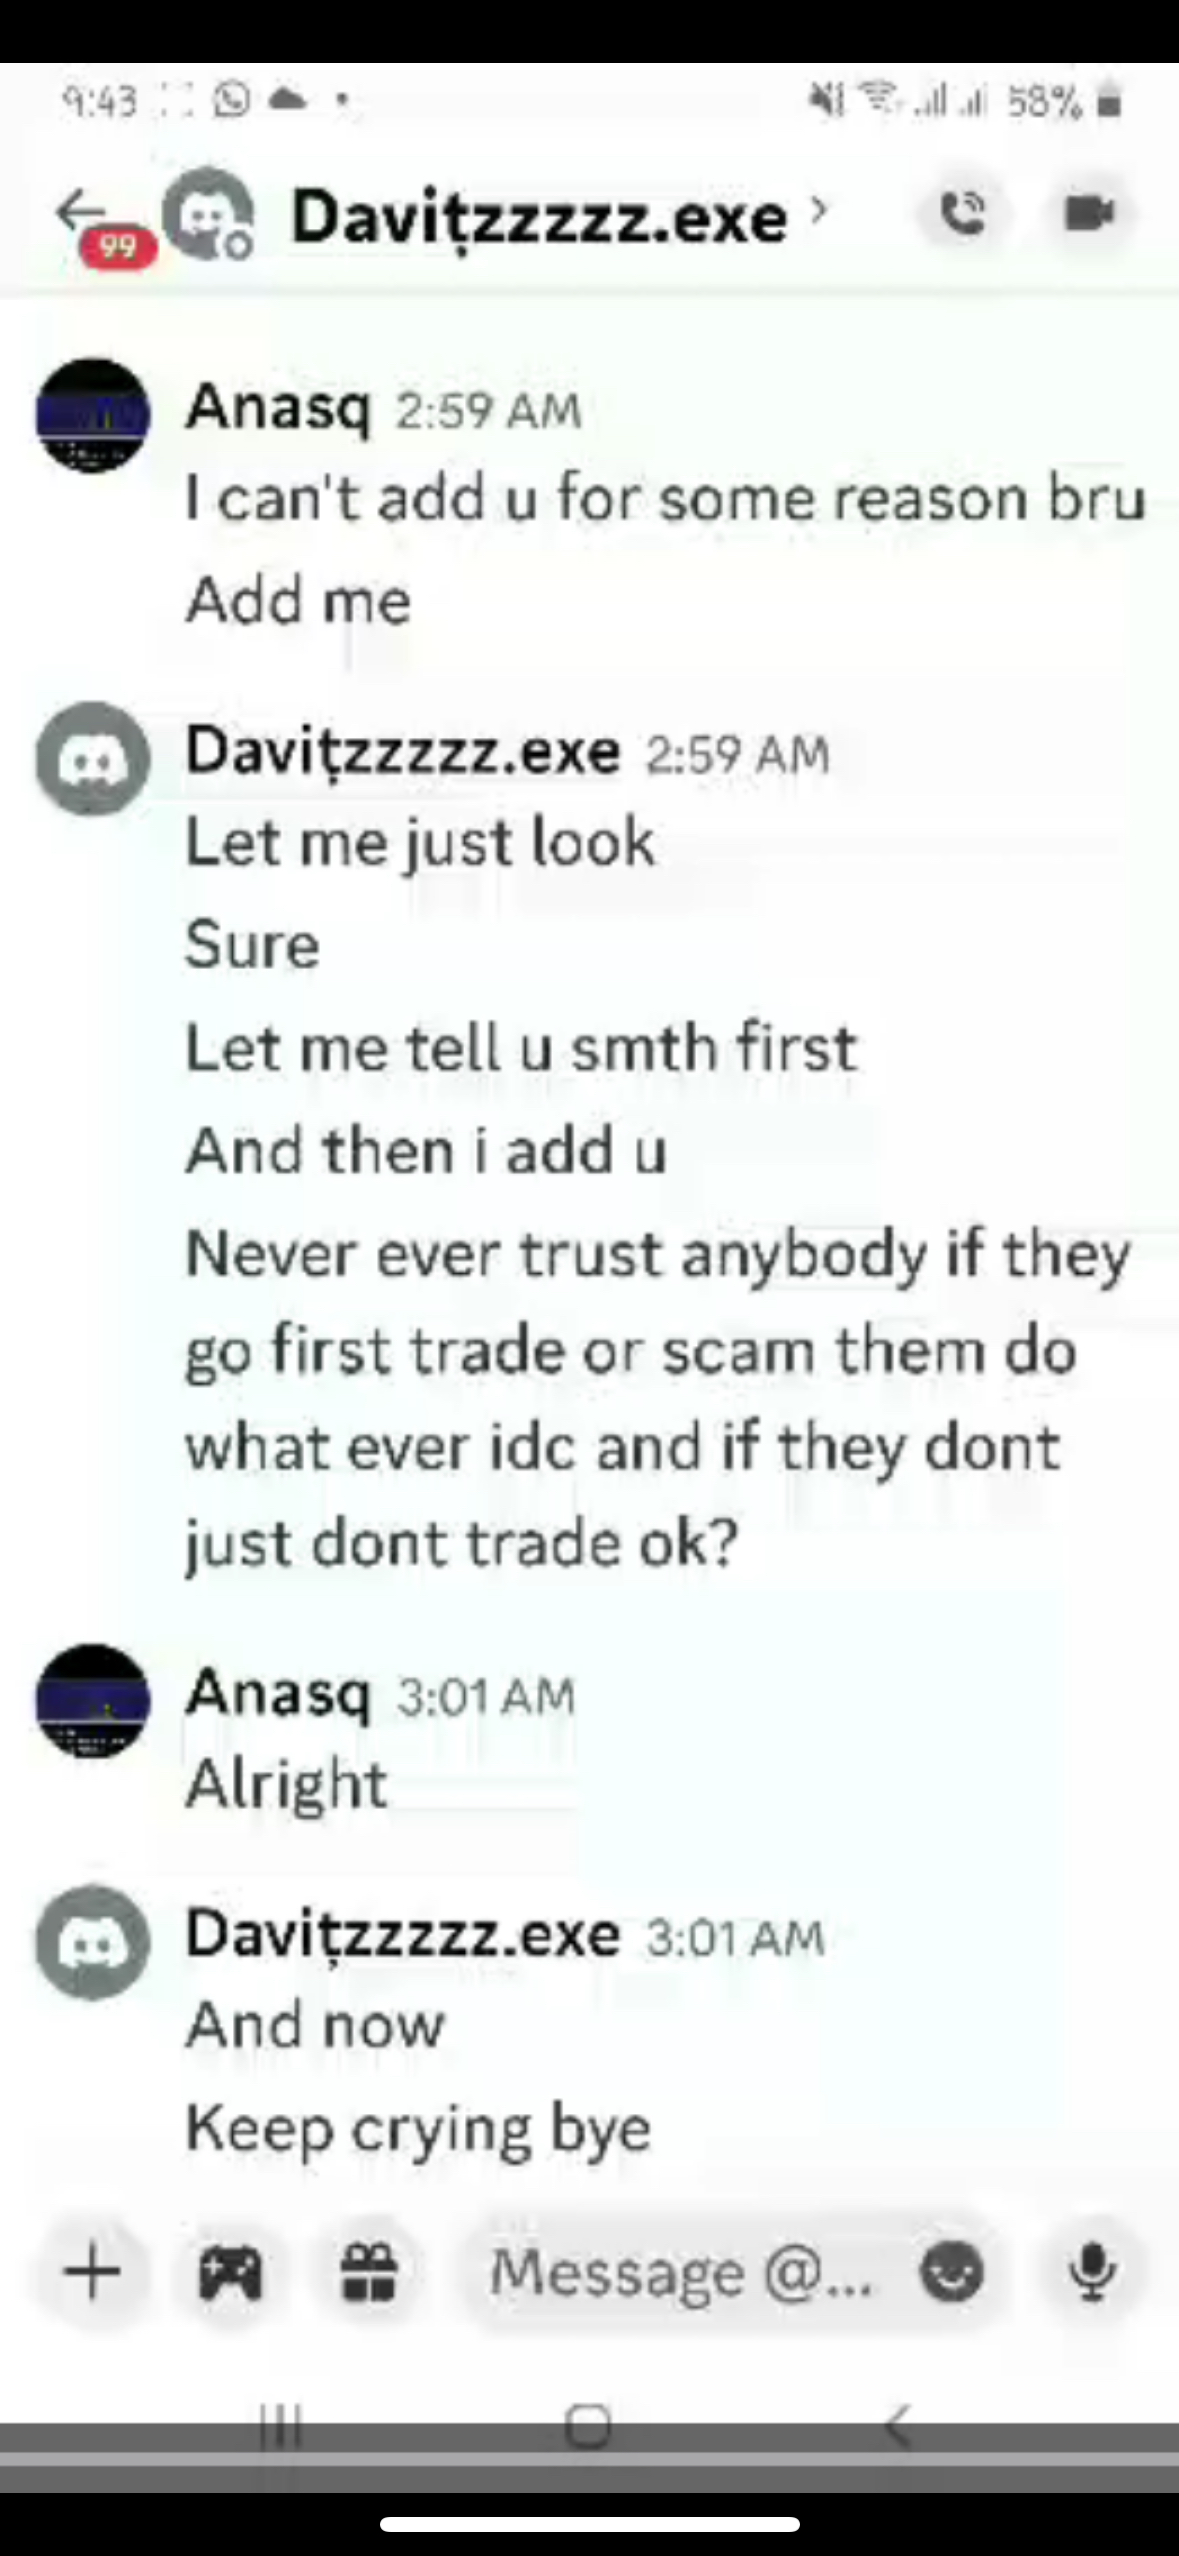 9:43
58%
99
Daviṭzzzzz.exe
Anasq 2:59 AM
I can't add u for some reason bru
Add me
Daviṭzzzzz.exe 2:59 AM
Let me just look
Sure
Let me tell u smth first
And then i add u
Never ever trust anybody if they
go first trade or scam them do
what ever idc and if they dont
just dont trade ok?
Anasq 3:01 AM
Alright
Daviṭzzzzz.exe 3:01 AM
And now
Keep crying bye
Message @...